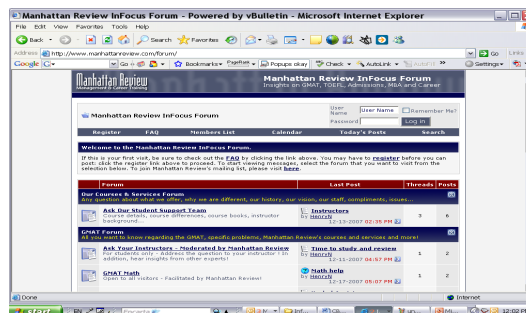 Manhattan Review InFocus Forum - Powered by vBulletin - Microsoft Internet Explorer
File Edit View Favorites Tools Help
Back Search Favorites
Address http://www.manhattanreview.com/forum/ Go Links
Google G Go Bookmarks PageRank Popups okay Check AutoLink AutoFill Settings
Manhattan Review
Manhattan Review InFocus Forum
Insights on GMAT, TOEFL, Admissions, MBA and Career
Manhattan Review InFocus Forum
User Name User Name Remember Me?
Password Log in
Register FAQ Members List Calendar Today's Posts Search
Welcome to the Manhattan Review InFocus Forum.
If this is your first visit, be sure to check out the FAQ by clicking the link above. You may have to register before you can
post: click the register link above to proceed. To start viewing messages, select the forum that you want to visit from the
selection below. To join Manhattan Review's mailing list, please visit here.
Forum Last Post Threads Posts
Our Courses & Services Forum
Any question about what we offer, why we are different, our history, our vision, our staff, compliments, issues...
Ask Our Student Support Team
Course details, course differences, course books, instructor
background...
Instructors
by HenryN
12-13-2007 02:35 PM
3 6
GMAT Forum
All you want to know regarding the GMAT, specific problems, Manhattan Review's courses and services and more!
Ask Your Instructors - Moderated by Manhattan Review
For students only - Address the question to your instructor! In
addition, hear insights from other experts!
Time to study and review
by HenryN
12-11-2007 04:57 PM
1 2
GMAT Math
Open to all visitors - Facilitated by Manhattan Review!
Math help
by HenryN
12-17-2007 05:07 PM
1 2
Done Internet
start EN Encarta Inf... 12:02 PM